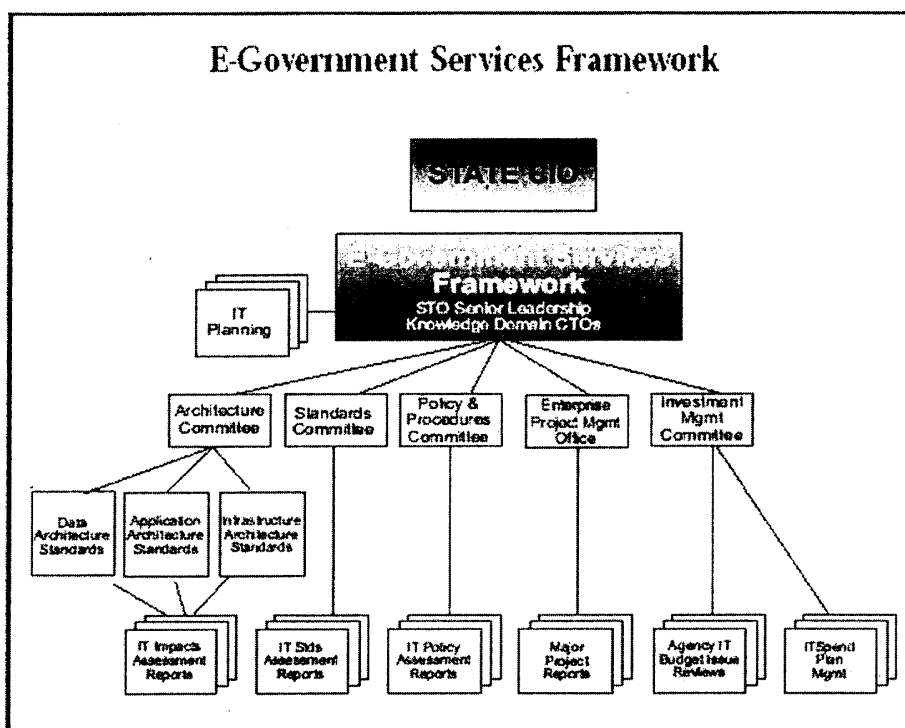 E-Government Services Framework
STATE CIO
E-Government Services
Framework
STO Senior Leadership
Knowledge Domain CTOs
IT
Planning
Architecture
Committee
Standards
Committee
Policy &
Procedures
Committee
Enterprise
Project Mgmt
Office
Investment
Mgmt
Committee
Data
Architecture
Standards
Application
Architecture
Standards
Infrastructure
Architecture
Standards
IT Impacts
Assessment
Reports
IT Stds
Assessment
Reports
IT Policy
Assessment
Reports
Major
Project
Reports
Agency IT
Budget Issue
Reviews
ITSpend
Plan
Mgmt